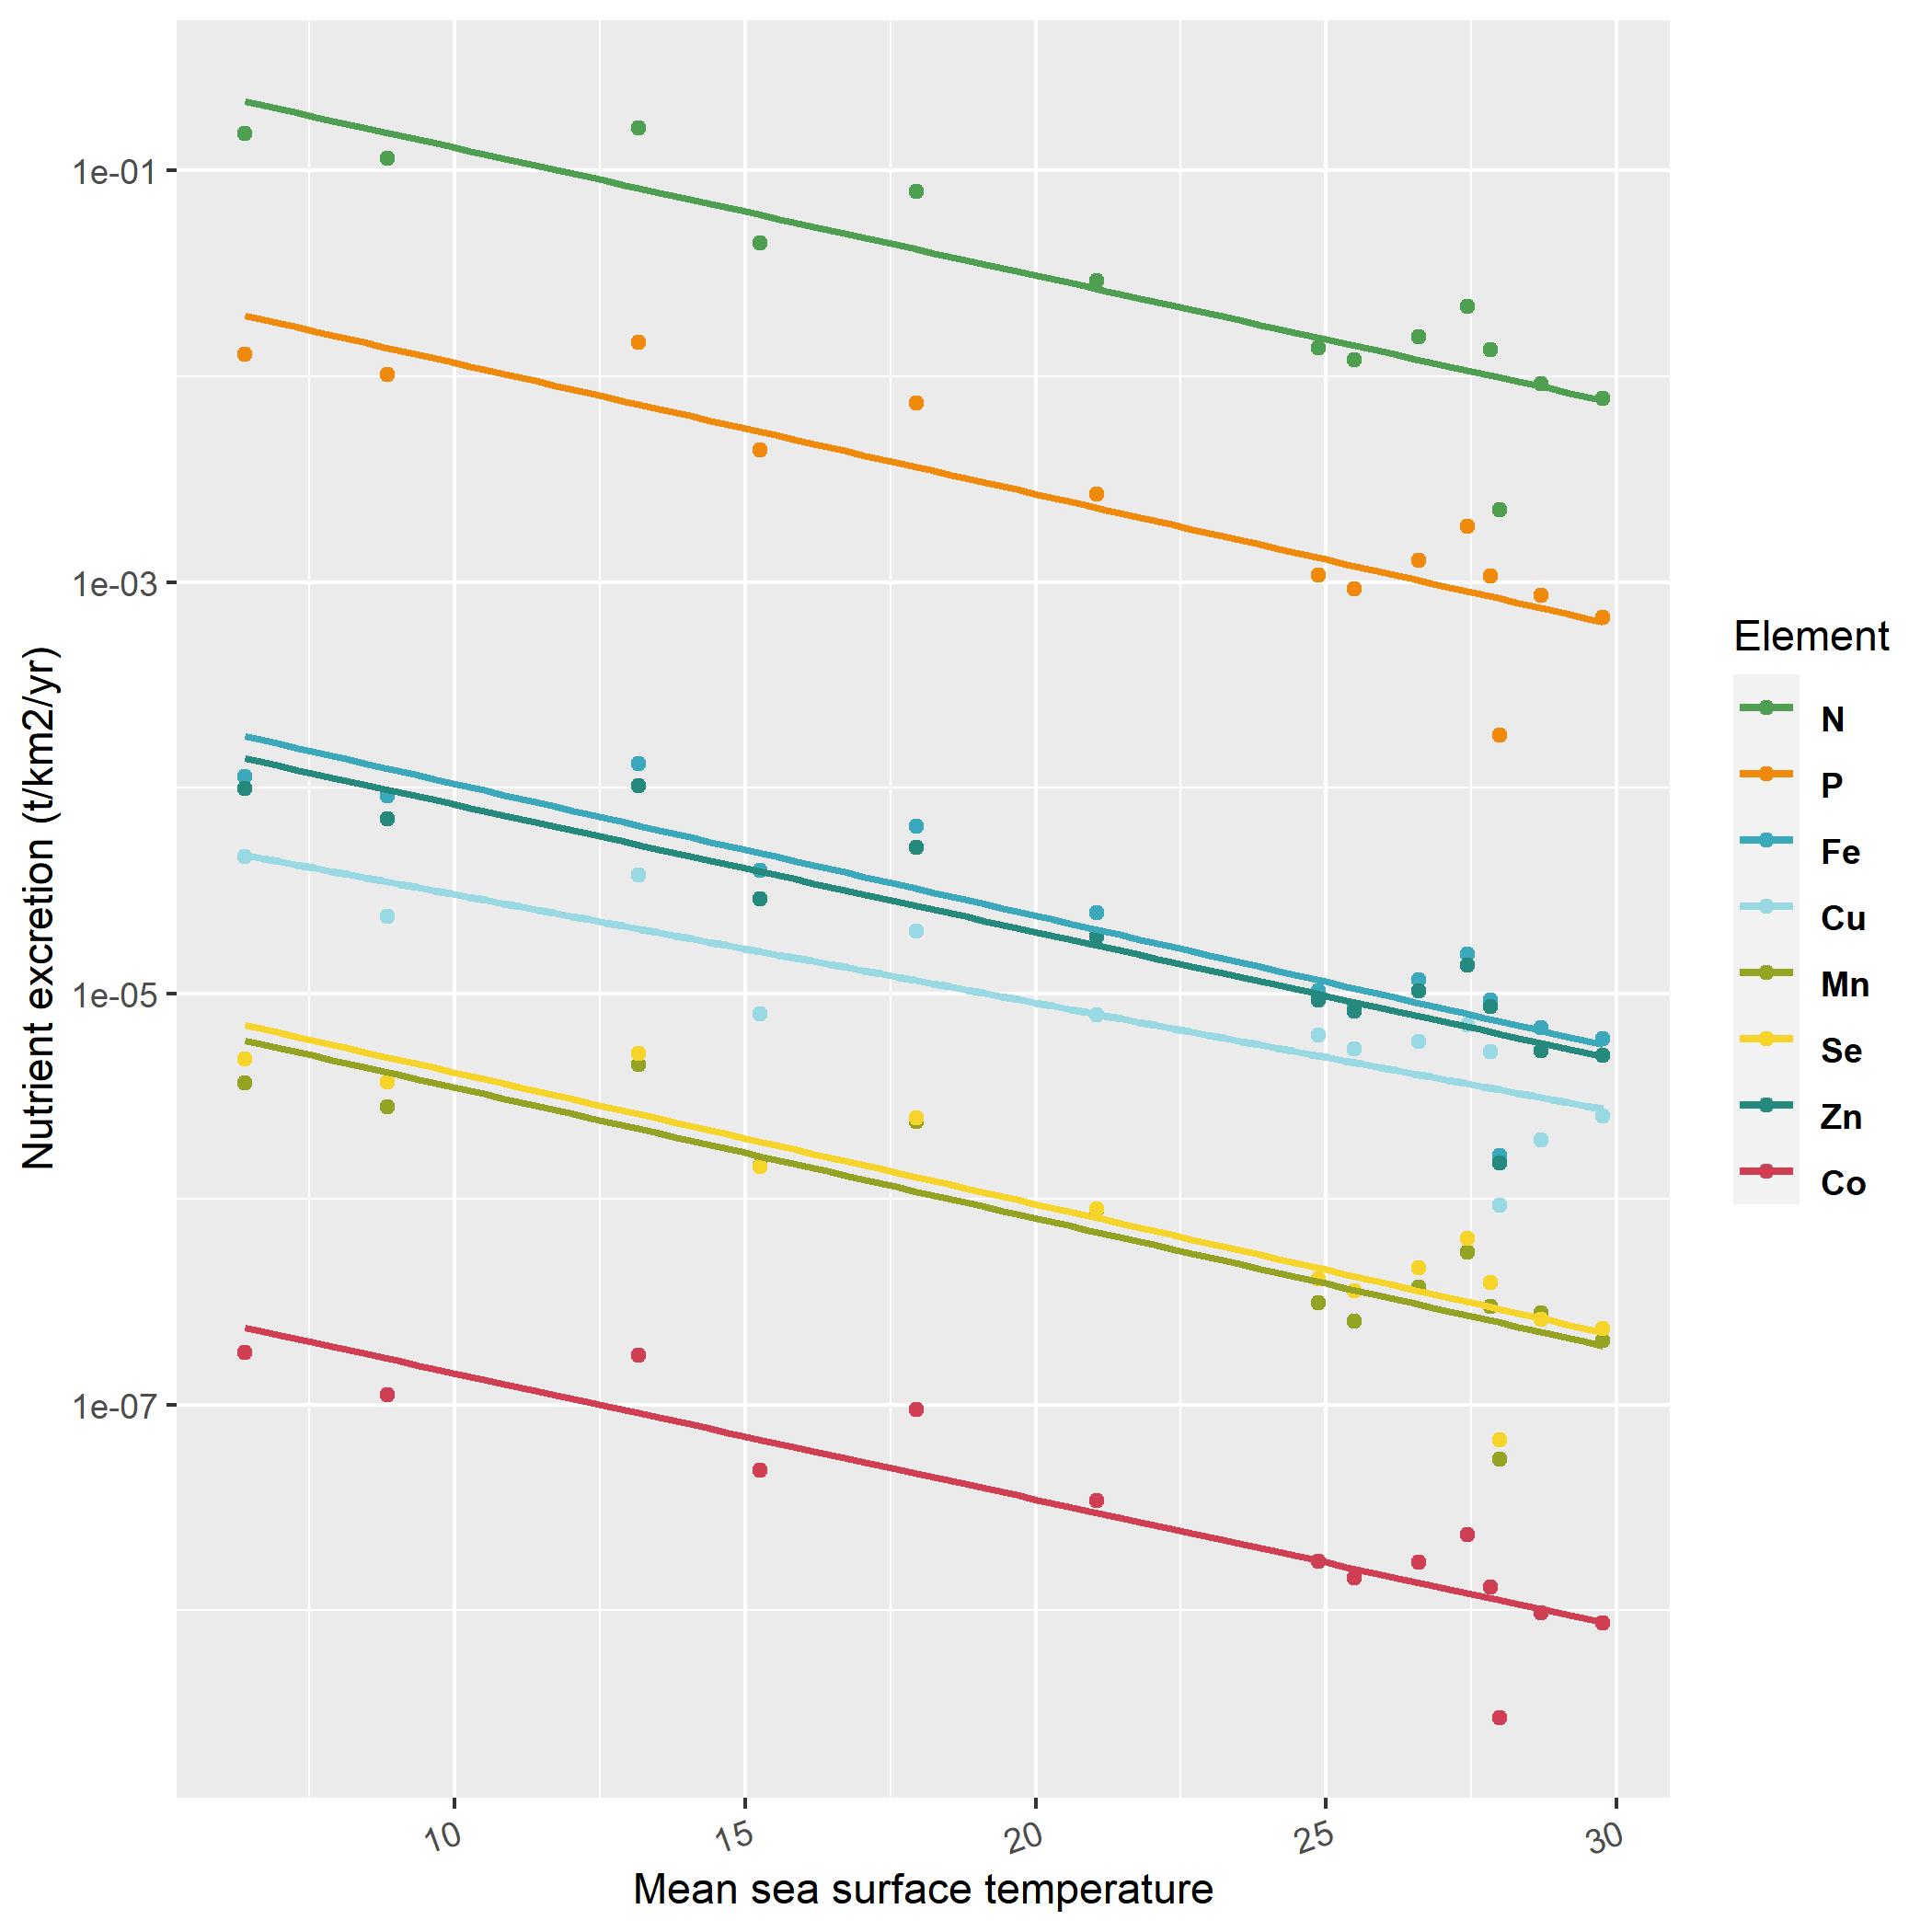 1e-01
1e-03
1e-05
1e-07
Nutrient excretion (t/km2/yr)
10
15
20
25
30
Mean sea surface temperature
Element
N
P
Fe
Cu
Mn
Se
Zn
Co